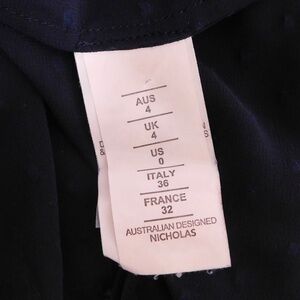 AUS
4
UK
4
US
0
ITALY
36
FRANCE
32
AUSTRALIAN DESIGNED
NICHOLAS